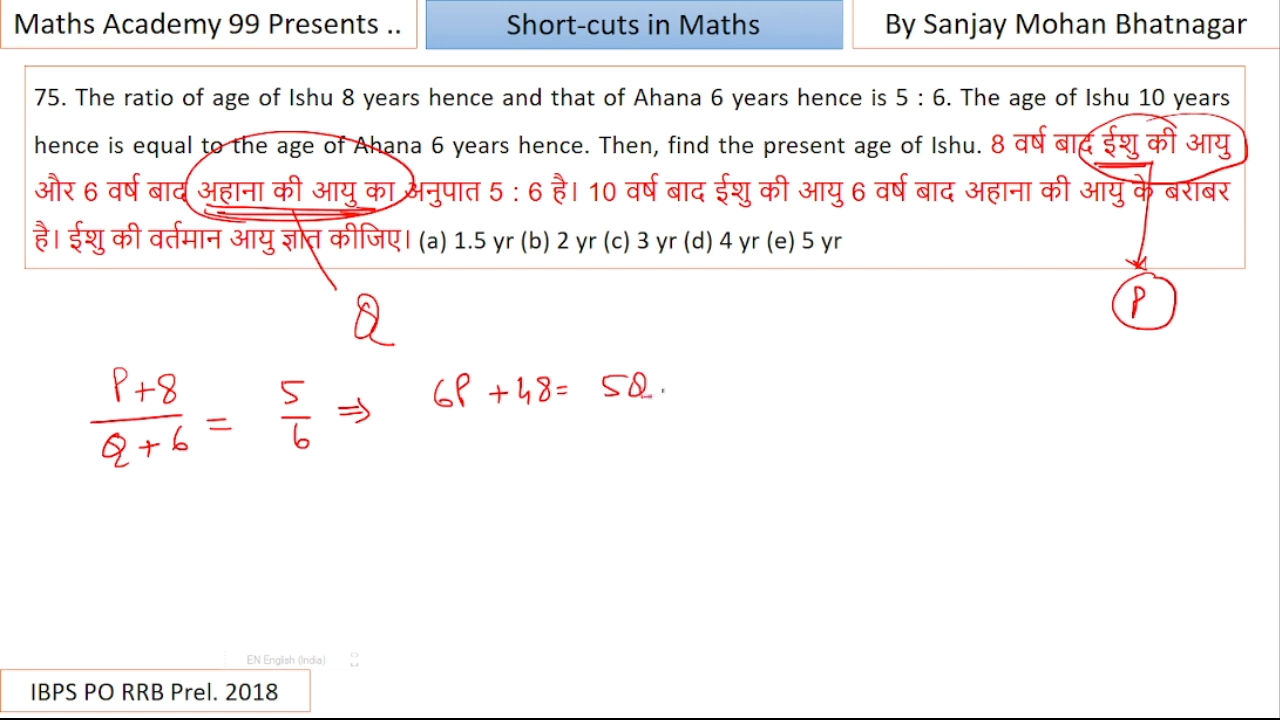 Maths Academy 99 Presents ..
Short-cuts in Maths
By Sanjay Mohan Bhatnagar
75. The ratio of age of Ishu 8 years hence and that of Ahana 6 years hence is 5 : 6. The age of Ishu 10 years
hence is equal to the age of Ahana 6 years hence. Then, find the present age of Ishu. 8 वर्ष बाद ईशु की आयु
और 6 वर्ष बाद अहाना की आयु का अनुपात 5 : 6 है। 10 वर्ष बाद ईशु की आयु 6 वर्ष बाद अहाना की आयु के बराबर
है। ईशु की वर्तमान आयु ज्ञात कीजिए। (a) 1.5 yr (b) 2 yr (c) 3 yr (d) 4 yr (e) 5 yr
P
Q
P+8 / Q+6 = 5/6 ⇒ 6P +48= 5Q
EN English (India)
IBPS PO RRB Prel. 2018